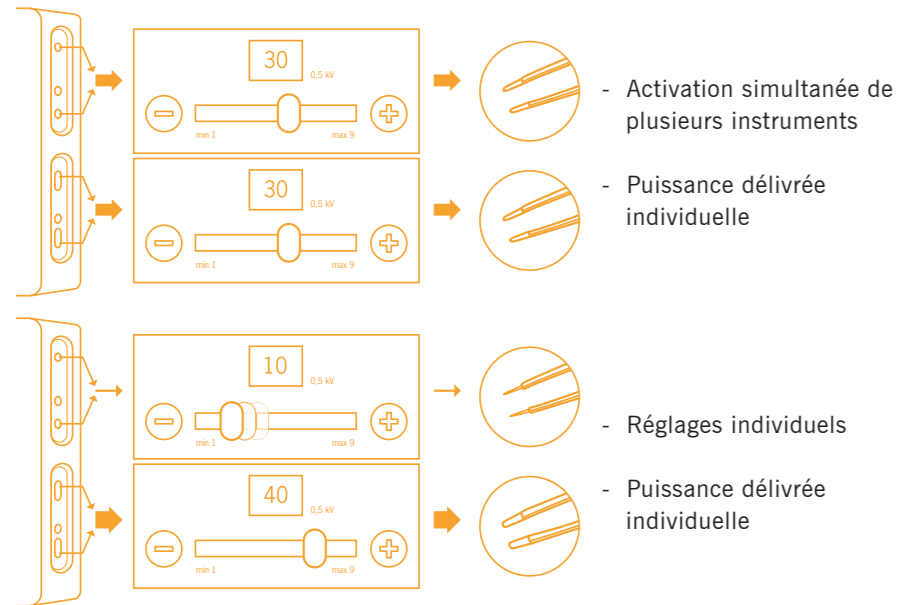 30
0,5 kV
min 1
max 9
- Activation simultanée de
plusieurs instruments
30
0,5 kV
min 1
max 9
- Puissance délivrée
individuelle
10
0,5 kV
min 1
max 9
- Réglages individuels
40
0,5 kV
min 1
max 9
- Puissance délivrée
individuelle